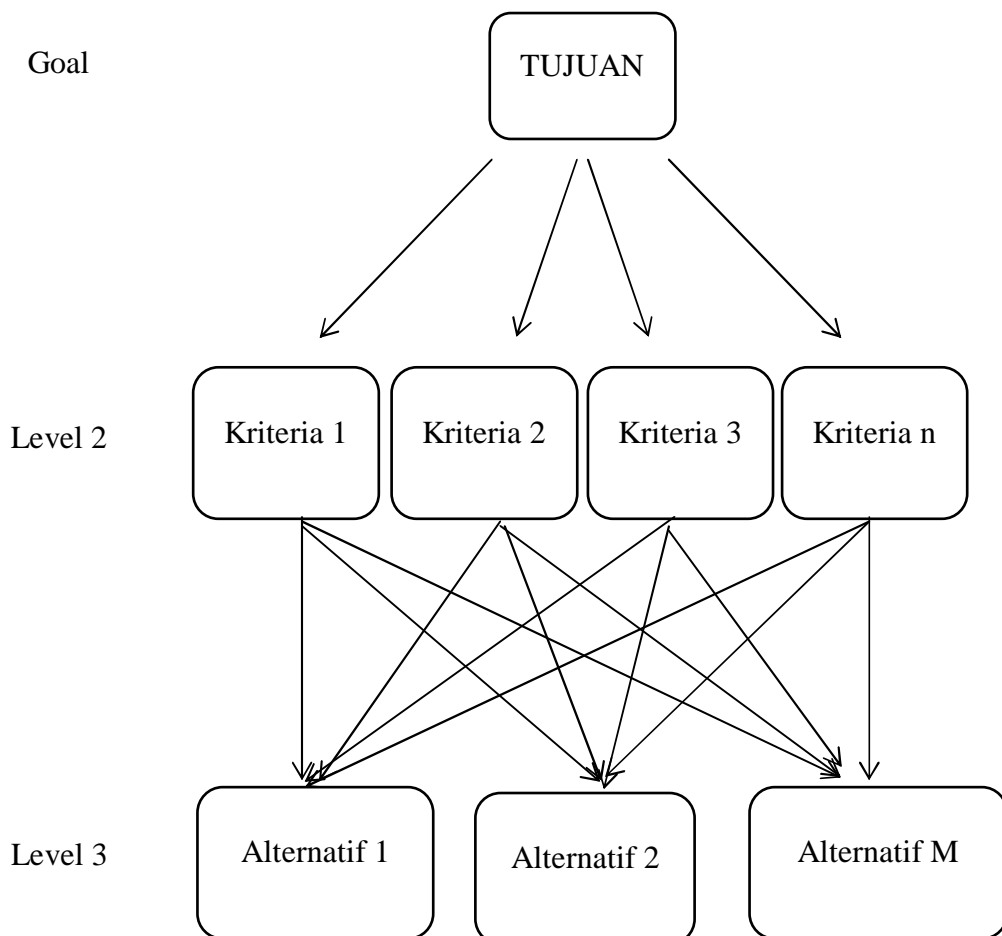 Goal
TUJUAN
Level 2
Kriteria 1
Kriteria 2
Kriteria 3
Kriteria n
Level 3
Alternatif 1
Alternatif 2
Alternatif M